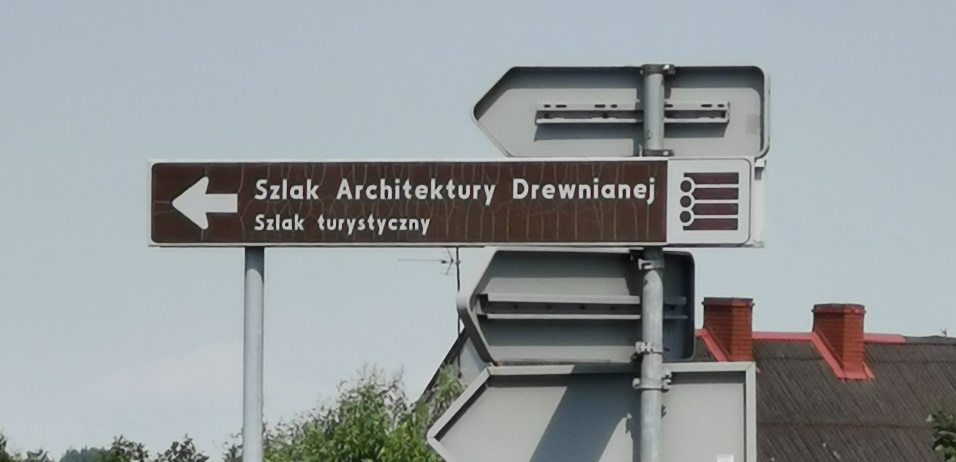 Szlak Architektury Drewnianej
Szlak turystyczny